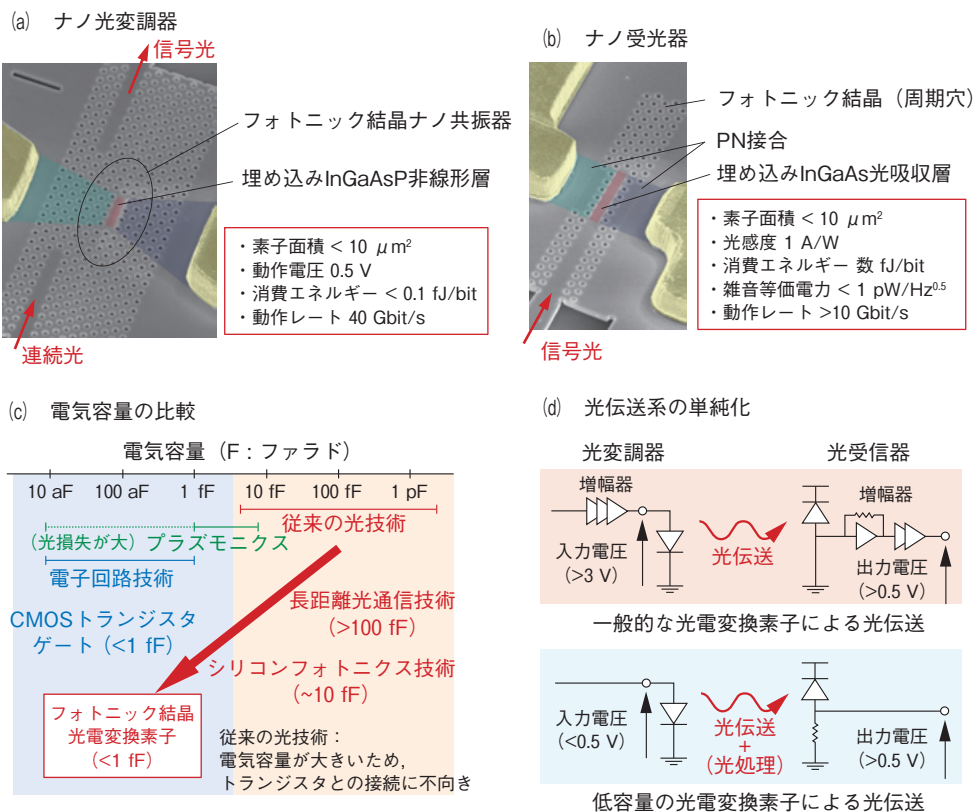 (a) ナノ光変調器
信号光
フォトニック結晶ナノ共振器
埋め込みInGaAsP非線形層
・素子面積 < 10 μm²
・動作電圧 0.5 V
・消費エネルギー < 0.1 fJ/bit
・動作レート 40 Gbit/s
連続光
(b) ナノ受光器
フォトニック結晶（周期穴）
PN接合
埋め込みInGaAs光吸収層
・素子面積 < 10 μm²
・光感度 1 A/W
・消費エネルギー 数 fJ/bit
・雑音等価電力 < 1 pW/Hz⁰·⁵
・動作レート >10 Gbit/s
信号光
(c) 電気容量の比較
電気容量（F：ファラド）
10 aF 100 aF 1 fF 10 fF 100 fF 1 pF
従来の光技術
(光損失が大) プラズモニクス
電子回路技術
長距離光通信技術
(>100 fF)
CMOSトランジスタ
ゲート (<1 fF)
シリコンフォトニクス技術
(~10 fF)
フォトニック結晶
光電変換素子
(<1 fF)
従来の光技術：
電気容量が大きいため，
トランジスタとの接続に不向き
(d) 光伝送系の単純化
光変調器 光受信器
増幅器
入力電圧
(>3 V)
光伝送
増幅器
出力電圧
(>0.5 V)
一般的な光電変換素子による光伝送
入力電圧
(<0.5 V)
光伝送
+
(光処理)
出力電圧
(>0.5 V)
低容量の光電変換素子による光伝送